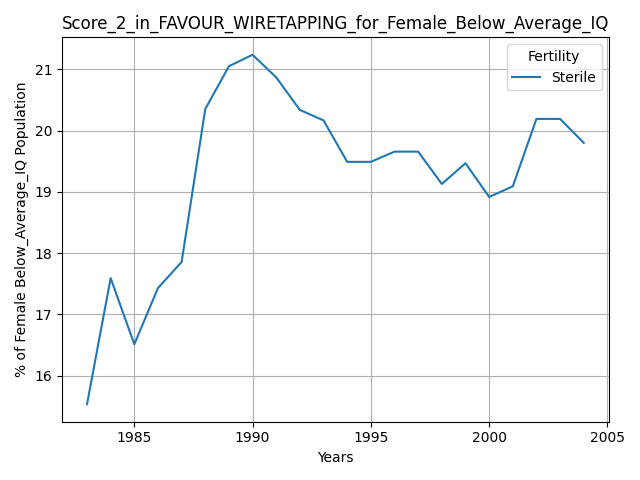 Score_2_in_FAVOUR_WIRETAPPING_for_Female_Below_Average_IQ
Fertility
Sterile
% of Female Below_Average_IQ Population
21
20
19
18
17
16
1985
1990
1995
2000
2005
Years